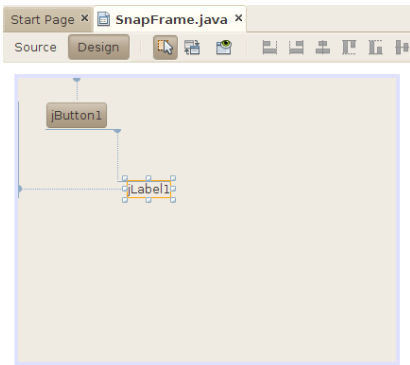 Start Page × SnapFrame.java ×
Source Design
jButton1
jLabel1